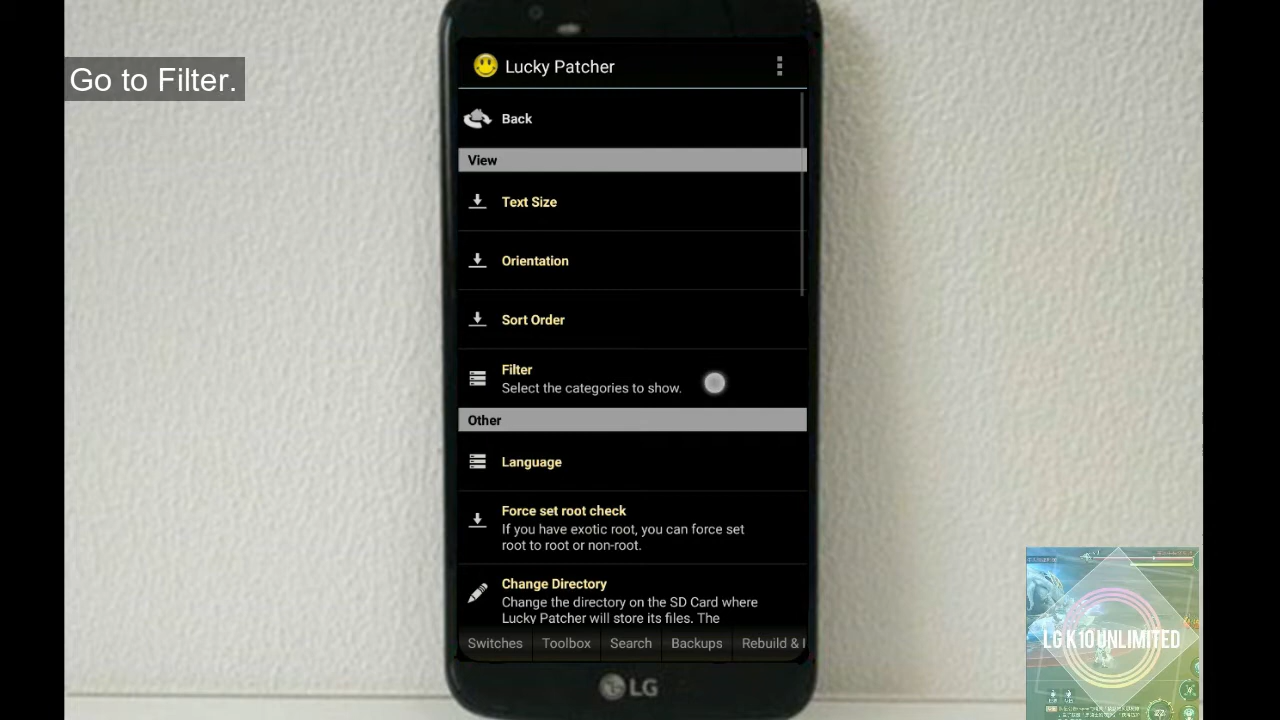 Go to Filter.
Lucky Patcher
Back
View
Text Size
Orientation
Sort Order
Filter
Select the categories to show.
Other
Language
Force set root check
If you have exotic root, you can force set
root to root or non-root.
Change Directory
Change the directory on the SD Card where
Lucky Patcher will store its files. The
Switches
Toolbox
Search
Backups
Rebuild & I
LG
LG K10 UNLIMITED